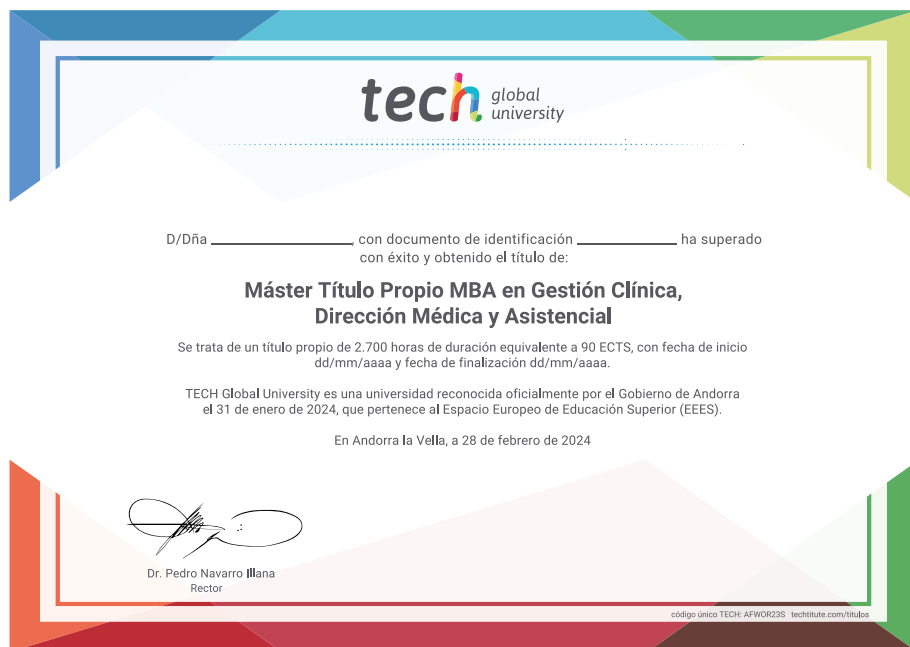 tech global
university
D/Dña ________________, con documento de identificación ____________ ha superado
con éxito y obtenido el título de:
Máster Título Propio MBA en Gestión Clínica,
Dirección Médica y Asistencial
Se trata de un título propio de 2.700 horas de duración equivalente a 90 ECTS, con fecha de inicio
dd/mm/aaaa y fecha de finalización dd/mm/aaaa.
TECH Global University es una universidad reconocida oficialmente por el Gobierno de Andorra
el 31 de enero de 2024, que pertenece al Espacio Europeo de Educación Superior (EEES).
En Andorra la Vella, a 28 de febrero de 2024
Dr. Pedro Navarro Illana
Rector
código único TECH: AFWOR23S techtitute.com/titulos